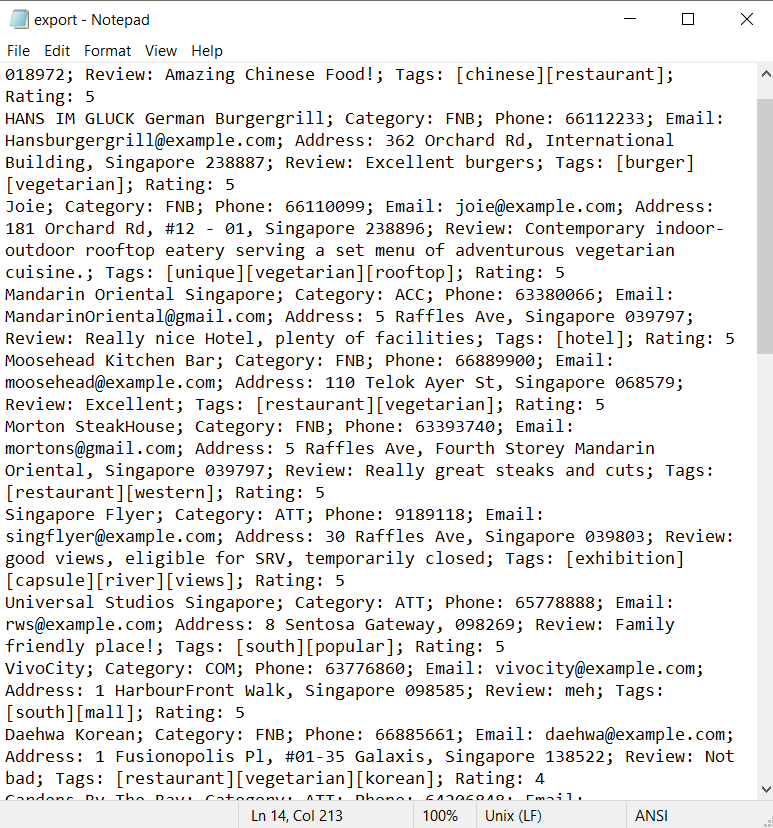 export - Notepad
File Edit Format View Help
018972; Review: Amazing Chinese Food!; Tags: [chinese][restaurant];
Rating: 5
HANS IM GLUCK German Burgergrill; Category: FNB; Phone: 66112233; Email:
Hansburgergrill@example.com; Address: 362 Orchard Rd, International
Building, Singapore 238887; Review: Excellent burgers; Tags: [burger]
[vegetarian]; Rating: 5
Joie; Category: FNB; Phone: 66110099; Email: joie@example.com; Address:
181 Orchard Rd, #12 - 01, Singapore 238896; Review: Contemporary indoor-
outdoor rooftop eatery serving a set menu of adventurous vegetarian
cuisine.; Tags: [unique][vegetarian][rooftop]; Rating: 5
Mandarin Oriental Singapore; Category: ACC; Phone: 63380066; Email:
MandarinOriental@gmail.com; Address: 5 Raffles Ave, Singapore 039797;
Review: Really nice Hotel, plenty of facilities; Tags: [hotel]; Rating: 5
Moosehead Kitchen Bar; Category: FNB; Phone: 66889900; Email:
moosehead@example.com; Address: 110 Telok Ayer St, Singapore 068579;
Review: Excellent; Tags: [restaurant][vegetarian]; Rating: 5
Morton SteakHouse; Category: FNB; Phone: 63393740; Email:
mortons@gmail.com; Address: 5 Raffles Ave, Fourth Storey Mandarin
Oriental, Singapore 039797; Review: Really great steaks and cuts; Tags:
[restaurant][western]; Rating: 5
Singapore Flyer; Category: ATT; Phone: 9189118; Email:
singflyer@example.com; Address: 30 Raffles Ave, Singapore 039803; Review:
good views, eligible for SRV, temporarily closed; Tags: [exhibition]
[capsule][river][views]; Rating: 5
Universal Studios Singapore; Category: ATT; Phone: 65778888; Email:
rws@example.com; Address: 8 Sentosa Gateway, 098269; Review: Family
friendly place!; Tags: [south][popular]; Rating: 5
VivoCity; Category: COM; Phone: 63776860; Email: vivocity@example.com;
Address: 1 HarbourFront Walk, Singapore 098585; Review: meh; Tags:
[south][mall]; Rating: 5
Daehwa Korean; Category: FNB; Phone: 66885661; Email: daehwa@example.com;
Address: 1 Fusionopolis Pl, #01-35 Galaxis, Singapore 138522; Review: Not
bad; Tags: [restaurant][vegetarian][korean]; Rating: 4
Gardens By The Bay; Category: ATT; Phone: 64206848; Email:
Ln 14, Col 213 100% Unix (LF) ANSI